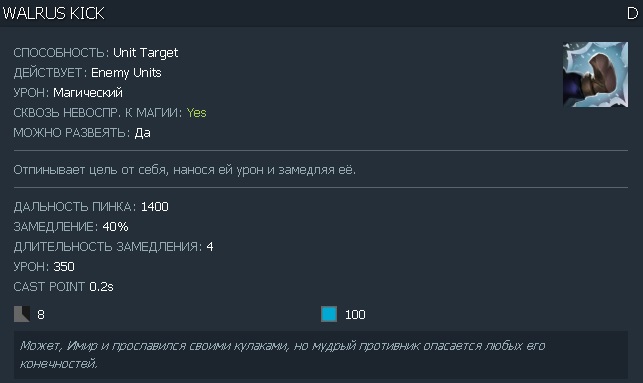 WALRUS KICK D
СПОСОБНОСТЬ: Unit Target
ДЕЙСТВУЕТ: Enemy Units
УРОН: Магический
СКВОЗЬ НЕВОСПР. К МАГИИ: Yes
МОЖНО РАЗВЕЯТЬ: Да
Отпинывает цель от себя, нанося ей урон и замедляя её.
ДАЛЬНОСТЬ ПИНКА: 1400
ЗАМЕДЛЕНИЕ: 40%
ДЛИТЕЛЬНОСТЬ ЗАМЕДЛЕНИЯ: 4
УРОН: 350
CAST POINT 0.2s
8 100
Может, Имир и прославился своими кулаками, но мудрый противник опасается любых его
конечностей.